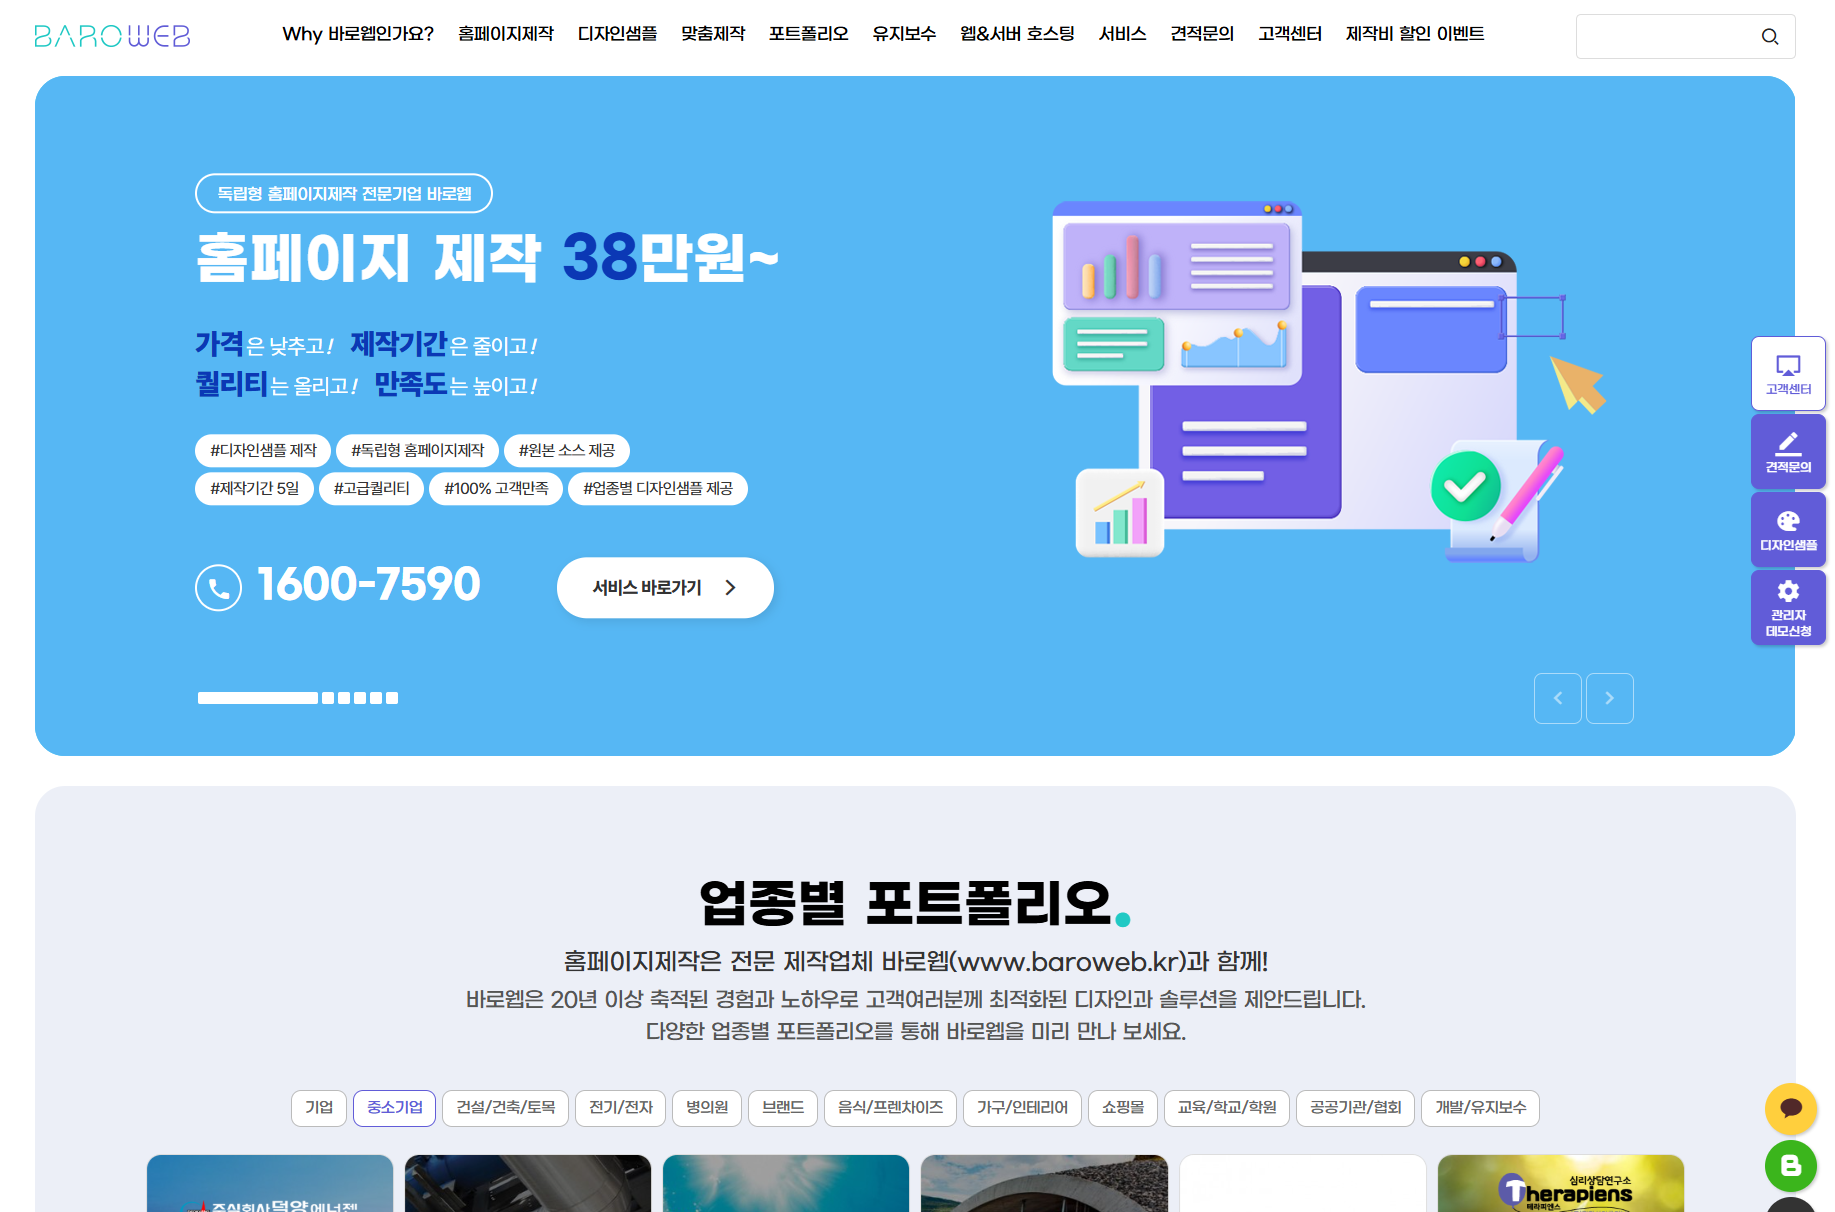 BAROWEB
Why 바로웹인가요? 홈페이지제작 디자인샘플 맞춤제작 포트폴리오 유지보수 웹&서버 호스팅 서비스 견적문의 고객센터 제작비 할인 이벤트
독립형 홈페이지제작 전문기업 바로웹
홈페이지 제작 38만원~
가격은 낮추고! 제작기간은 줄이고!
퀄리티는 올리고! 만족도는 높이고!
#디자인샘플 제작 #독립형 홈페이지제작 #원본 소스 제공
#제작기간 5일 #고급퀄리티 #100% 고객만족 #업종별 디자인샘플 제공
1600-7590
서비스 바로가기
고객센터
견적문의
디자인샘플
관리자
데모신청
업종별 포트폴리오.
홈페이지제작은 전문 제작업체 바로웹(www.baroweb.kr)과 함께!
바로웹은 20년 이상 축적된 경험과 노하우로 고객여러분께 최적화된 디자인과 솔루션을 제안드립니다.
다양한 업종별 포트폴리오를 통해 바로웹을 미리 만나 보세요.
기업 중소기업 건설/건축/토목 전기/전자 병의원 브랜드 음식/프렌차이즈 가구/인테리어 쇼핑몰 교육/학교/학원 공공기관/협회 개발/유지보수
주식회사 덕양에너젠
심리상담연구소
Therapiens
테라피엔스
B